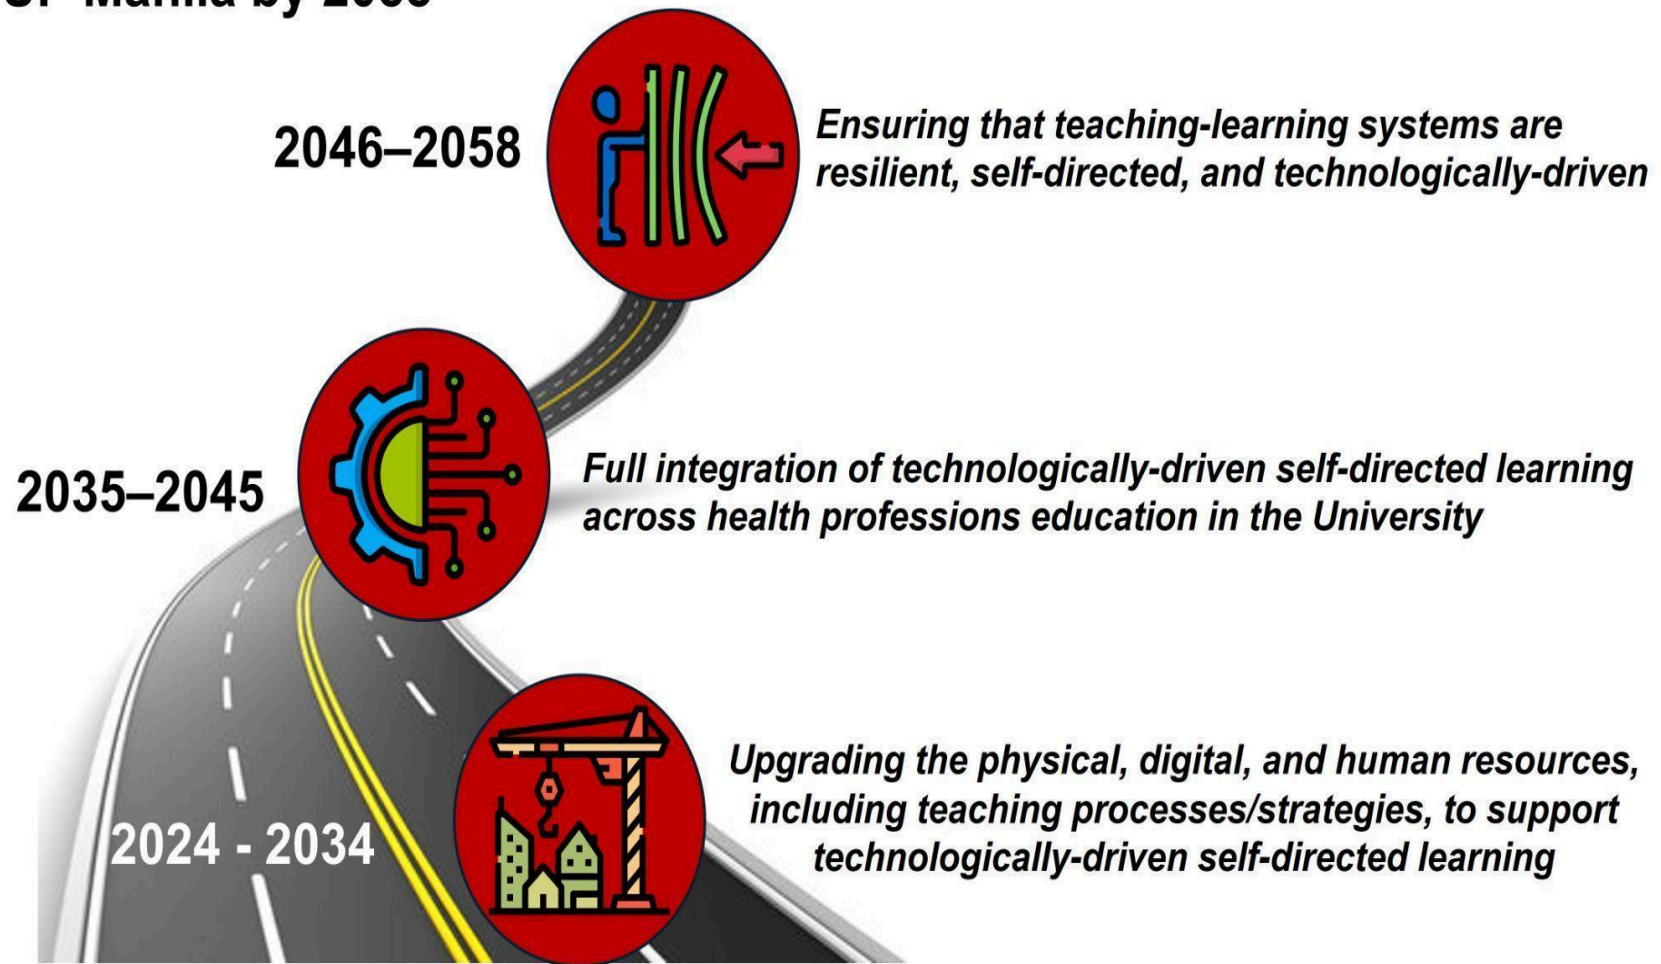 Manila by
2046–2058
Ensuring that teaching-learning systems are
resilient, self-directed, and technologically-driven
2035–2045
Full integration of technologically-driven self-directed learning
across health professions education in the University
2024 - 2034
Upgrading the physical, digital, and human resources,
including teaching processes/strategies, to support
technologically-driven self-directed learning